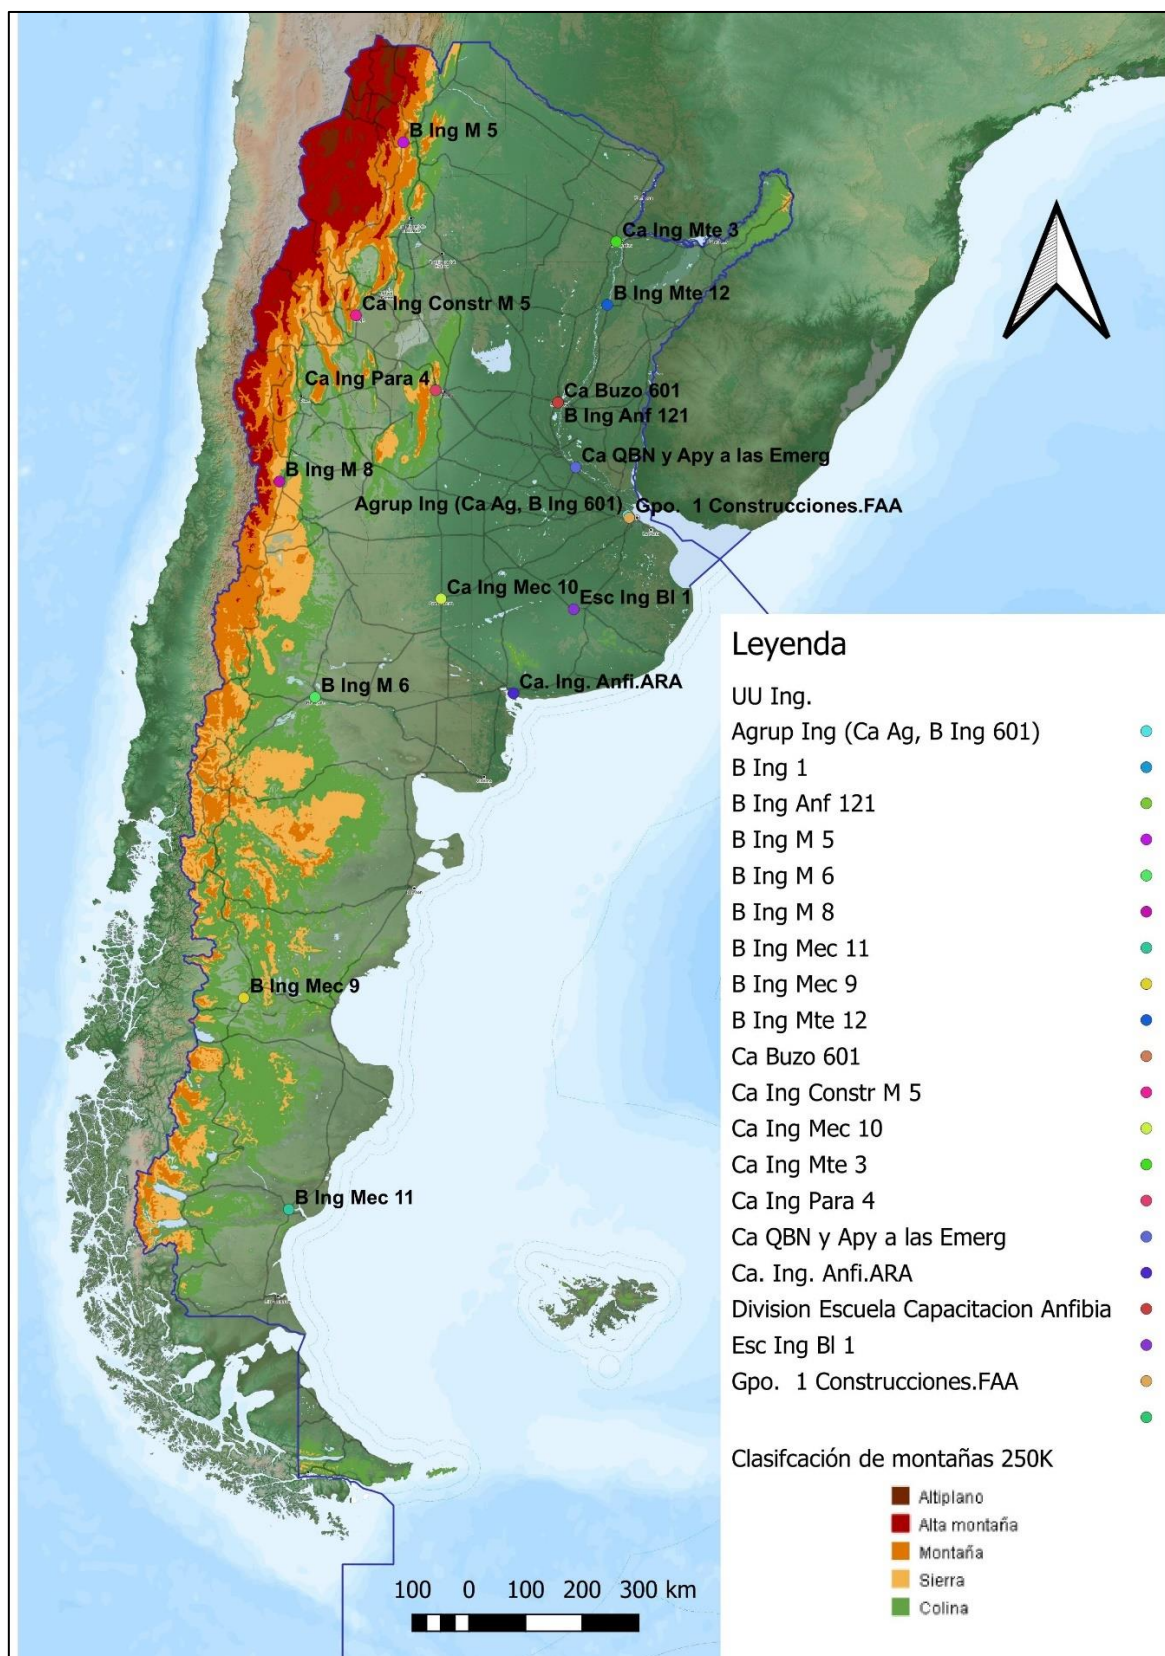 B Ing M 5
Ca Ing Mte 3
B Ing Mte 12
Ca Ing Constr M 5
Ca Ing Para 4
Ca Buzo 601
B Ing Anf 121
Ca QBN y Apy a las Emerg
B Ing M 8
Agrup Ing (Ca Ag, B Ing 601)
Gpo.  1 Construcciones.FAA
Ca Ing Mec 10
Esc Ing Bl 1
B Ing M 6
Ca. Ing. Anfi.ARA
B Ing Mec 9
B Ing Mec 11
Leyenda
UU Ing.
Agrup Ing (Ca Ag, B Ing 601)
B Ing 1
B Ing Anf 121
B Ing M 5
B Ing M 6
B Ing M 8
B Ing Mec 11
B Ing Mec 9
B Ing Mte 12
Ca Buzo 601
Ca Ing Constr M 5
Ca Ing Mec 10
Ca Ing Mte 3
Ca Ing Para 4
Ca QBN y Apy a las Emerg
Ca. Ing. Anfi.ARA
Division Escuela Capacitacion Anfibia
Esc Ing Bl 1
Gpo.  1 Construcciones.FAA
Clasifcación de montañas 250K
Altiplano
Alta montaña
Montaña
Sierra
Colina
100 0 100 200 300 km